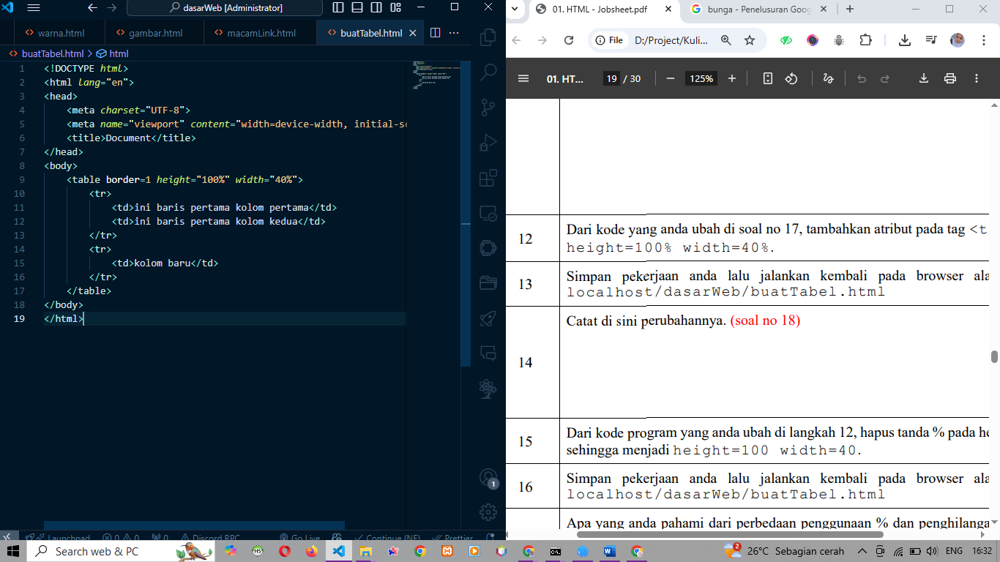 dasarWeb [Administrator]
warna.html
gambar.html
macamLink.html
buatTabel.html
buatTabel.html > html
1 <!DOCTYPE html>
2 <html lang="en">
3 <head>
4 <meta charset="UTF-8">
5 <meta name="viewport" content="width=device-width, initial-sc
6 <title>Document</title>
7 </head>
8 <body>
9 <table border=1 height="100%" width="40%">
10 <tr>
11 <td>ini baris pertama kolom pertama</td>
12 <td>ini baris pertama kolom kedua</td>
13 </tr>
14 <tr>
15 <td>kolom baru</td>
16 </tr>
17 </table>
18 </body>
19 </html>
1
Launchpad 0 0 0 Discord RPC Go Live Continue (NE) Prettier
01. HTML - Jobsheet.pdf
bunga - Penelusuran Goog
File D:/Project/Kuli...
01. HT... 19 / 30 125%
12 Dari kode yang anda ubah di soal no 17, tambahkan atribut pada tag <t
height=100% width=40%.
13 Simpan pekerjaan anda lalu jalankan kembali pada browser ala
localhost/dasarWeb/buatTabel.html
14 Catat di sini perubahannya. (soal no 18)
15 Dari kode program yang anda ubah di langkah 12, hapus tanda % pada he
sehingga menjadi height=100 width=40.
16 Simpan pekerjaan anda lalu jalankan kembali pada browser ala
localhost/dasarWeb/buatTabel.html
Apa yang anda pahami dari perbedaan penggunaan % dan penghilanga
Search web & PC
2
26°C Sebagian cerah
ENG 16:32